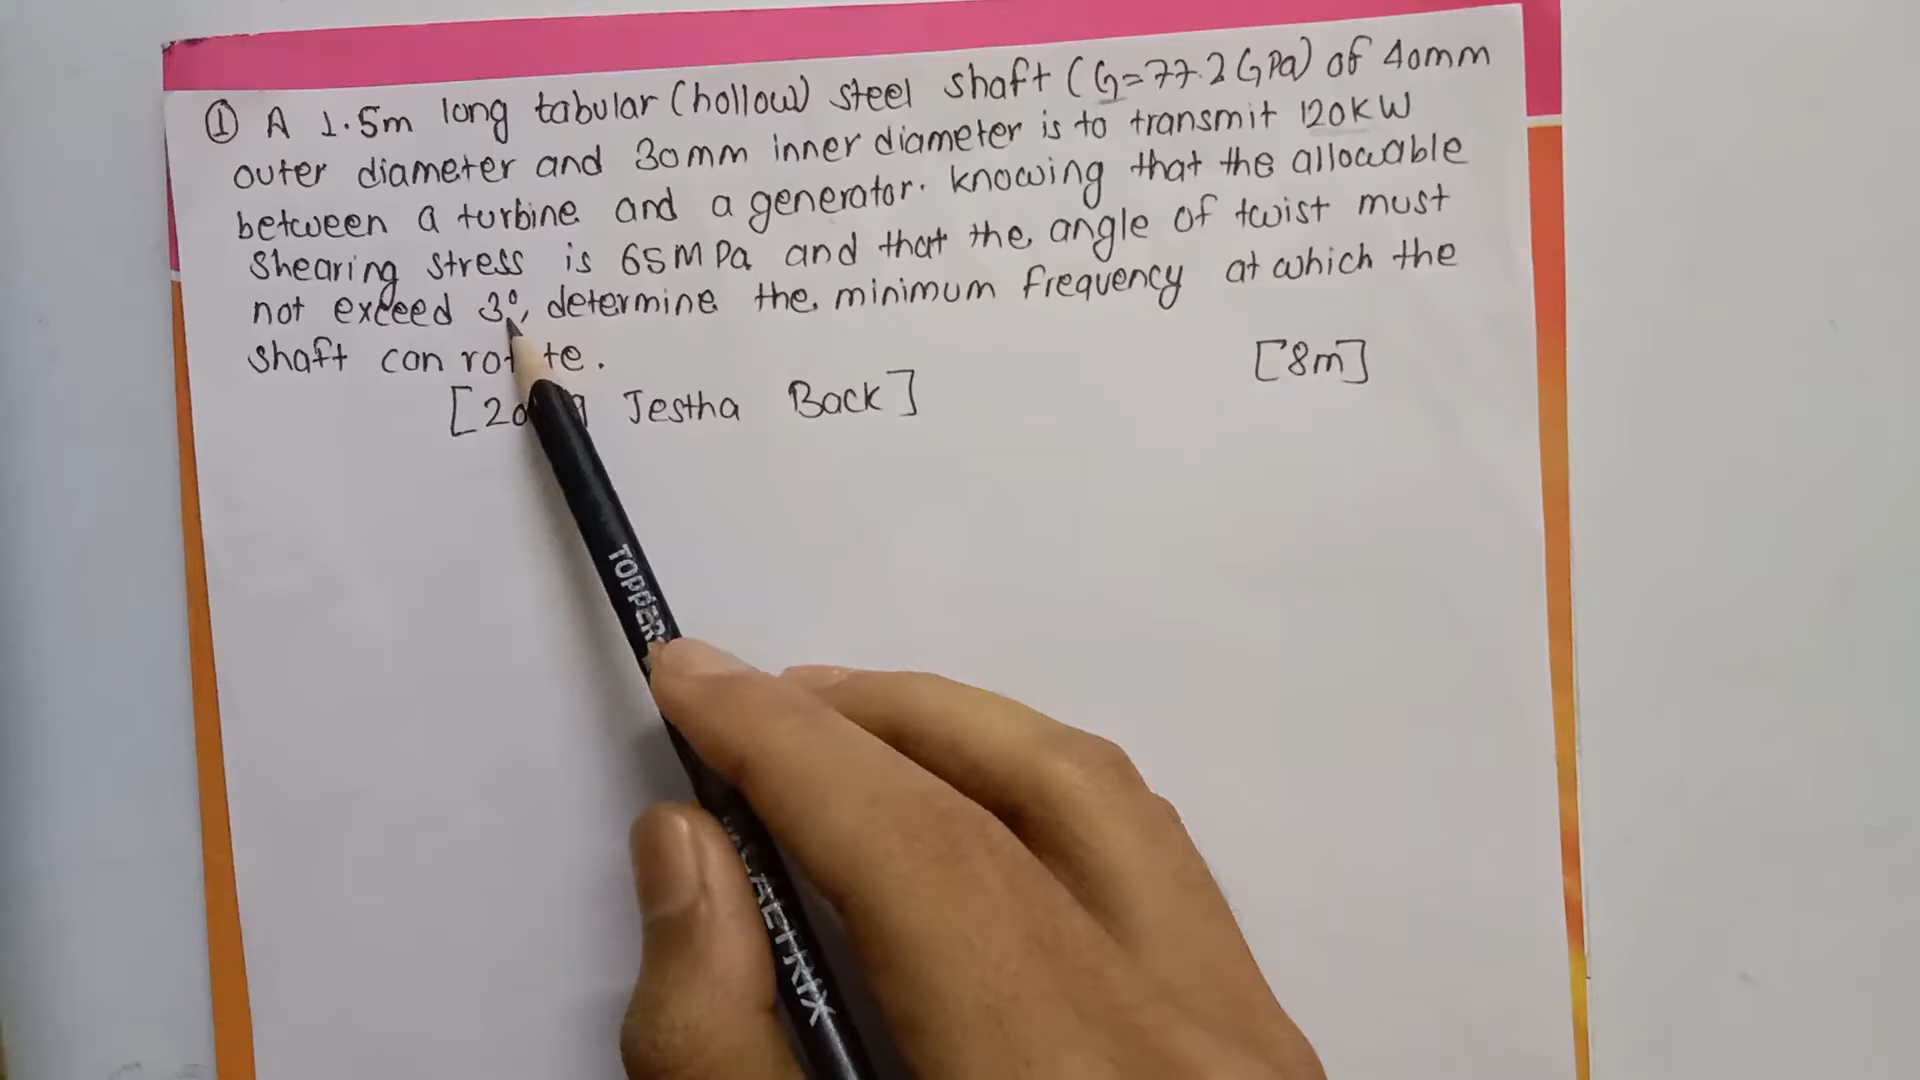 ① A 1.5m long tabular (hollow) steel shaft (G=77.2GPa) of 40mm
outer diameter and 30mm inner diameter is to transmit 120KW
between a turbine and a generator. Knowing that the allowable
shearing stress is 65MPa and that the angle of twist must
not exceed 3°, determine the minimum frequency at which the
shaft can rotate.
[8m]
Jestha Back]
TOPPER